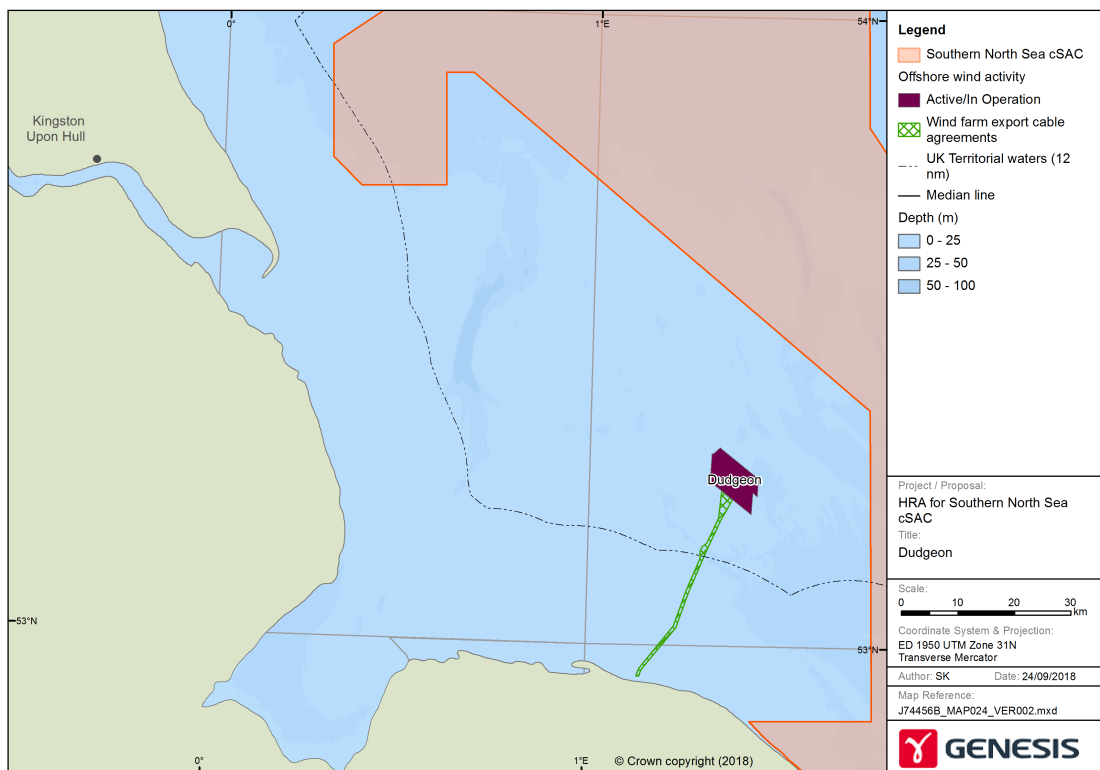 0°
1°E
54°N
Kingston
Upon Hull
Dudgeon
53°N
53°N
0°
1°E
© Crown copyright (2018)
Legend
Southern North Sea cSAC
Offshore wind activity
Active/In Operation
Wind farm export cable
agreements
UK Territorial waters (12
nm)
Median line
Depth (m)
0 - 25
25 - 50
50 - 100
Project / Proposal:
HRA for Southern North Sea
cSAC
Title:
Dudgeon
Scale:
0 10 20 30
km
Coordinate System & Projection:
ED 1950 UTM Zone 31N
Transverse Mercator
Author: SK Date: 24/09/2018
Map Reference:
J74456B_MAP024_VER002.mxd
GENESIS